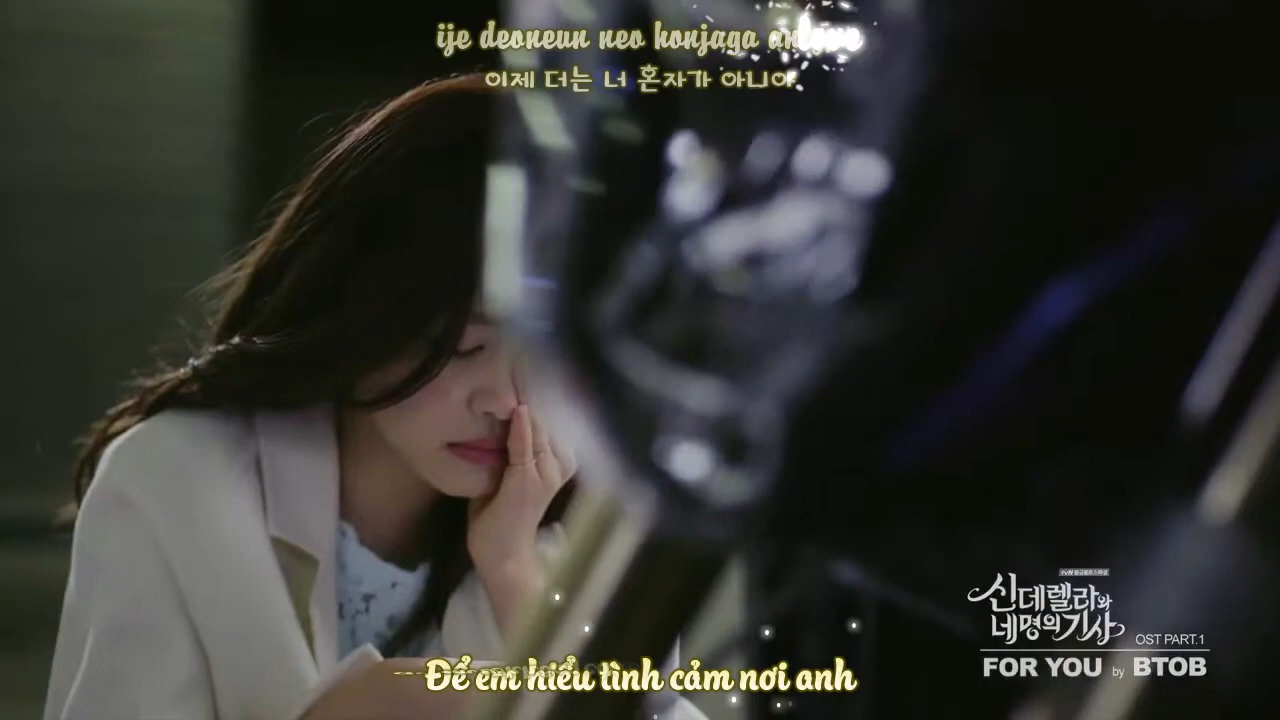 ije deoneun neo honjaga
이제 더는 너 혼자가 아니야
신데렐라와
네명의기사
OST PART.1
FOR YOU by BTOB
Để em hiểu tình cảm nơi anh